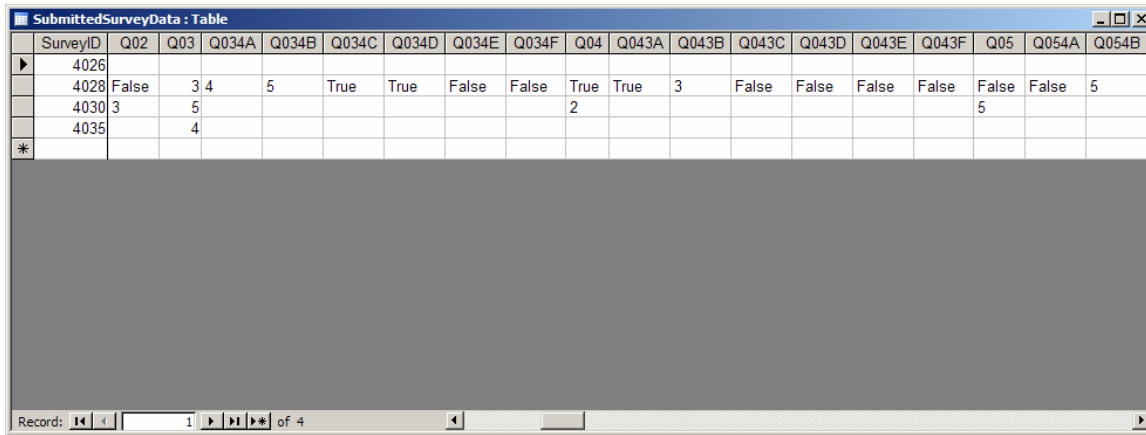 SubmittedSurveyData : Table
SurveyID Q02 Q03 Q034A Q034B Q034C Q034D Q034E Q034F Q04 Q043A Q043B Q043C Q043D Q043E Q043F Q05 Q054A Q054B
4026
4028 False 3 4 5 True True False False True True 3 False False False False False False 5
4030 3 5 2 5
4035 4
Record: 1 of 4